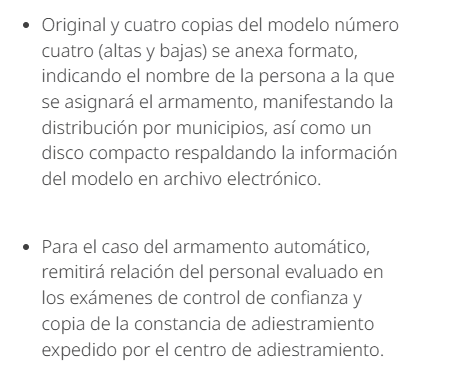 • Original y cuatro copias del modelo número
cuatro (altas y bajas) se anexa formato,
indicando el nombre de la persona a la que
se asignará el armamento, manifestando la
distribución por municipios, así como un
disco compacto respaldando la información
del modelo en archivo electrónico.
• Para el caso del armamento automático,
remitirá relación del personal evaluado en
los exámenes de control de confianza y
copia de la constancia de adiestramiento
expedido por el centro de adiestramiento.